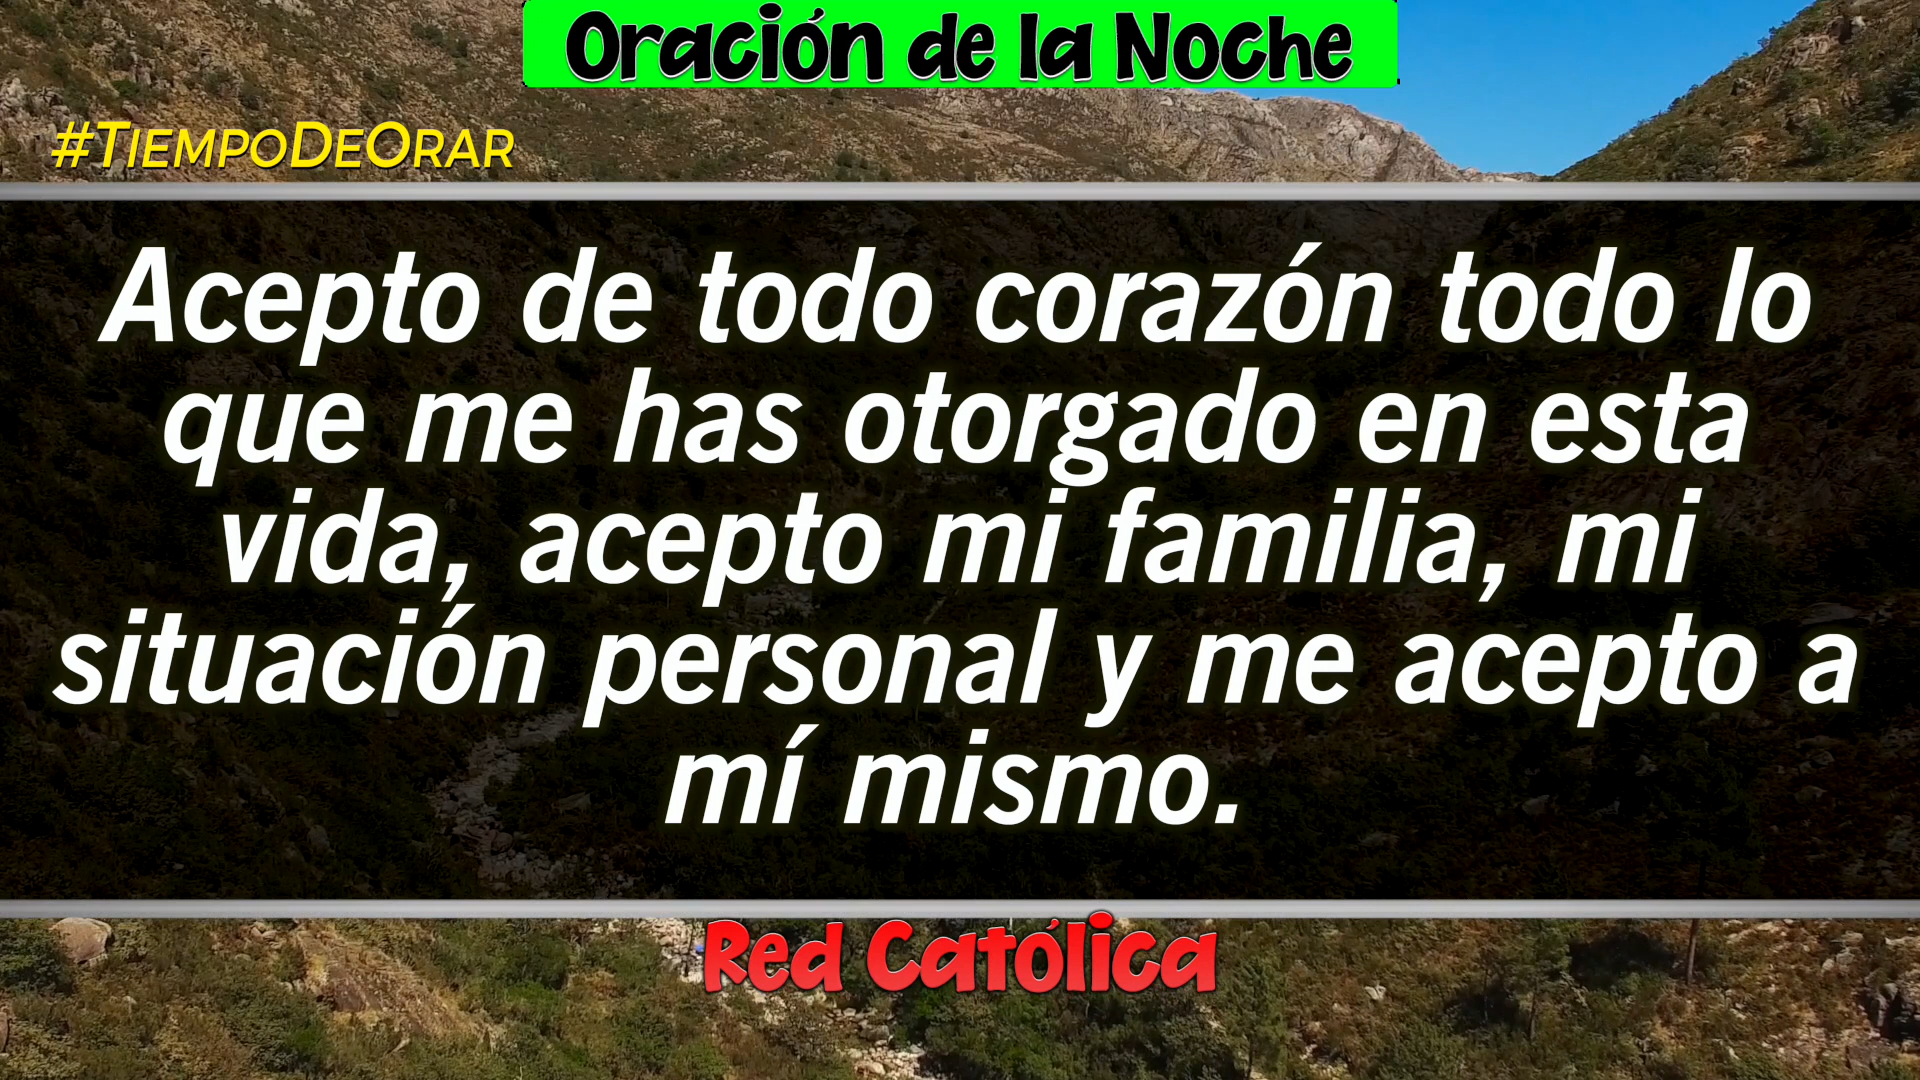 Oración de la Noche
#TiempoDeOrar
Acepto de todo corazón todo lo
que me has otorgado en esta
vida, acepto mi familia, mi
situación personal y me acepto a
mí mismo.
Red Católica